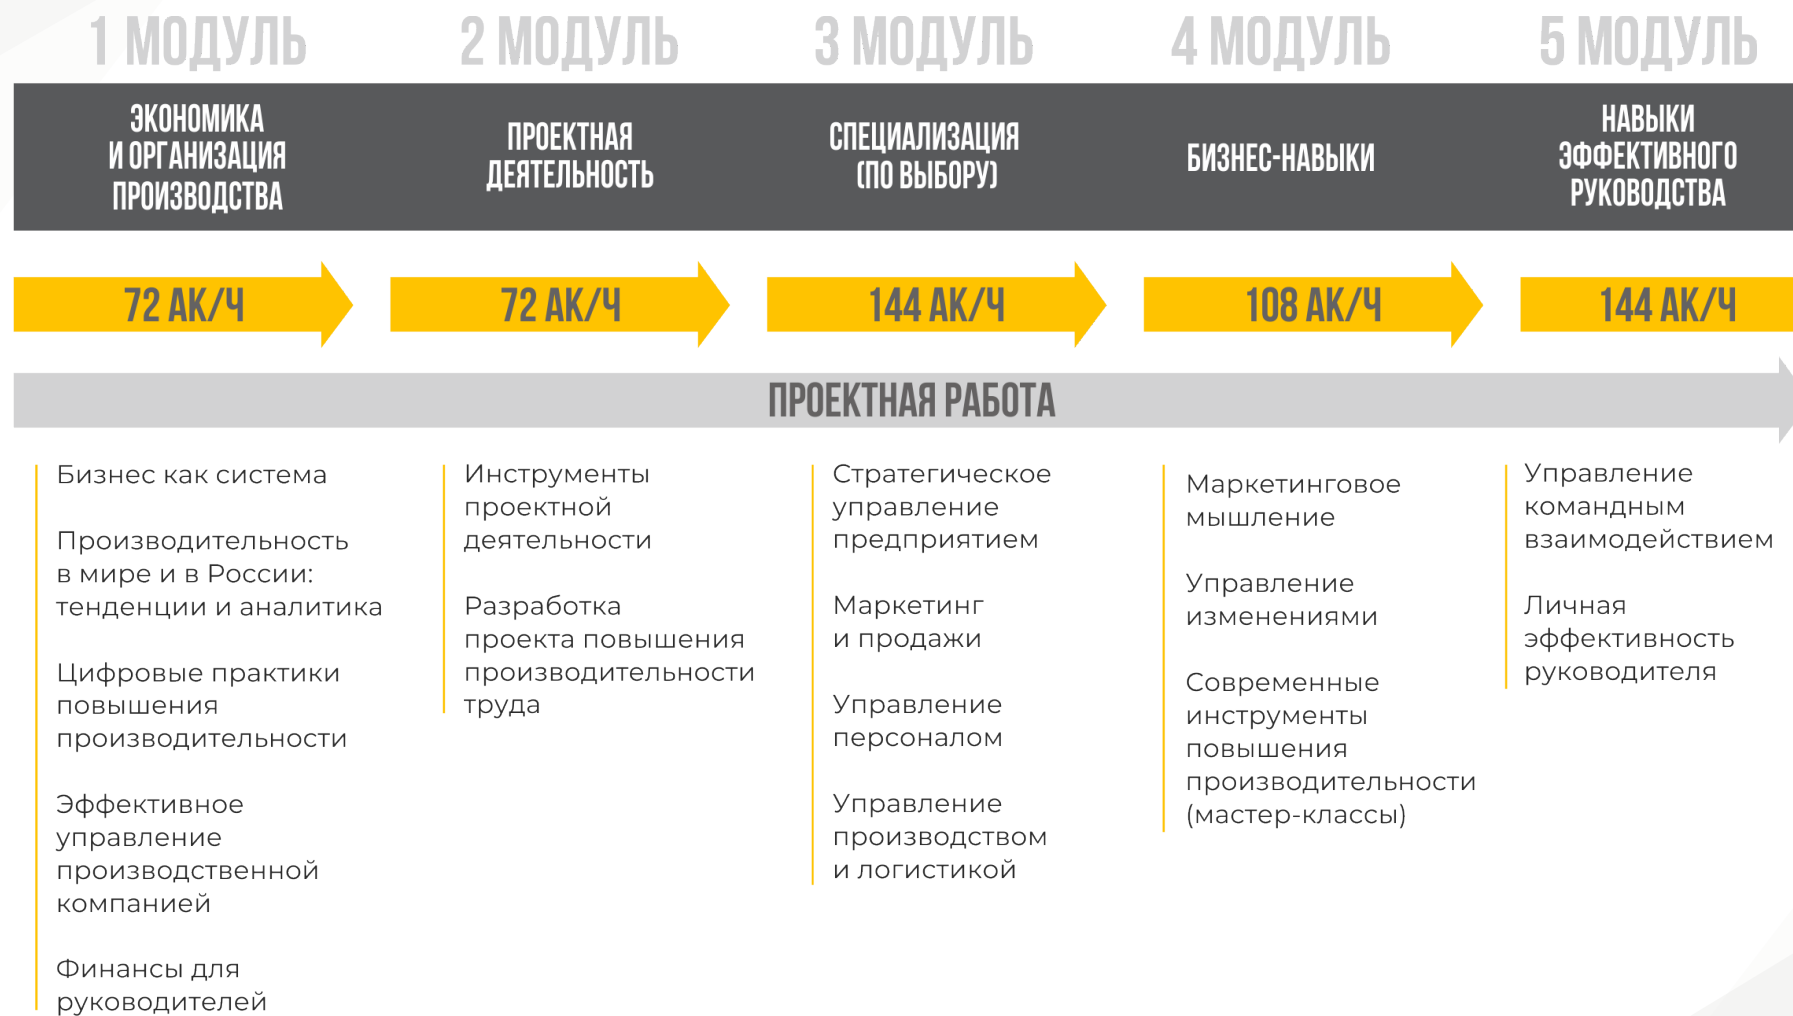 1 МОДУЛЬ
2 МОДУЛЬ
3 МОДУЛЬ
4 МОДУЛЬ
5 МОДУЛЬ
ЭКОНОМИКА
И ОРГАНИЗАЦИЯ
ПРОИЗВОДСТВА
ПРОЕКТНАЯ
ДЕЯТЕЛЬНОСТЬ
СПЕЦИАЛИЗАЦИЯ
(ПО ВЫБОРУ)
БИЗНЕС-НАВЫКИ
НАВЫКИ
ЭФФЕКТИВНОГО
РУКОВОДСТВА
72 АК/Ч
72 АК/Ч
144 АК/Ч
108 АК/Ч
144 АК/Ч
ПРОЕКТНАЯ РАБОТА
Бизнес как система
Производительность
в мире и в России:
тенденции и аналитика
Цифровые практики
повышения
производительности
Эффективное
управление
производственной
компанией
Финансы для
руководителей
Инструменты
проектной
деятельности
Разработка
проекта повышения
производительности
труда
Стратегическое
управление
предприятием
Маркетинг
и продажи
Управление
персоналом
Управление
производством
и логистикой
Маркетинговое
мышление
Управление
изменениями
Современные
инструменты
повышения
производительности
(мастер-классы)
Управление
командным
взаимодействием
Личная
эффективность
руководителя